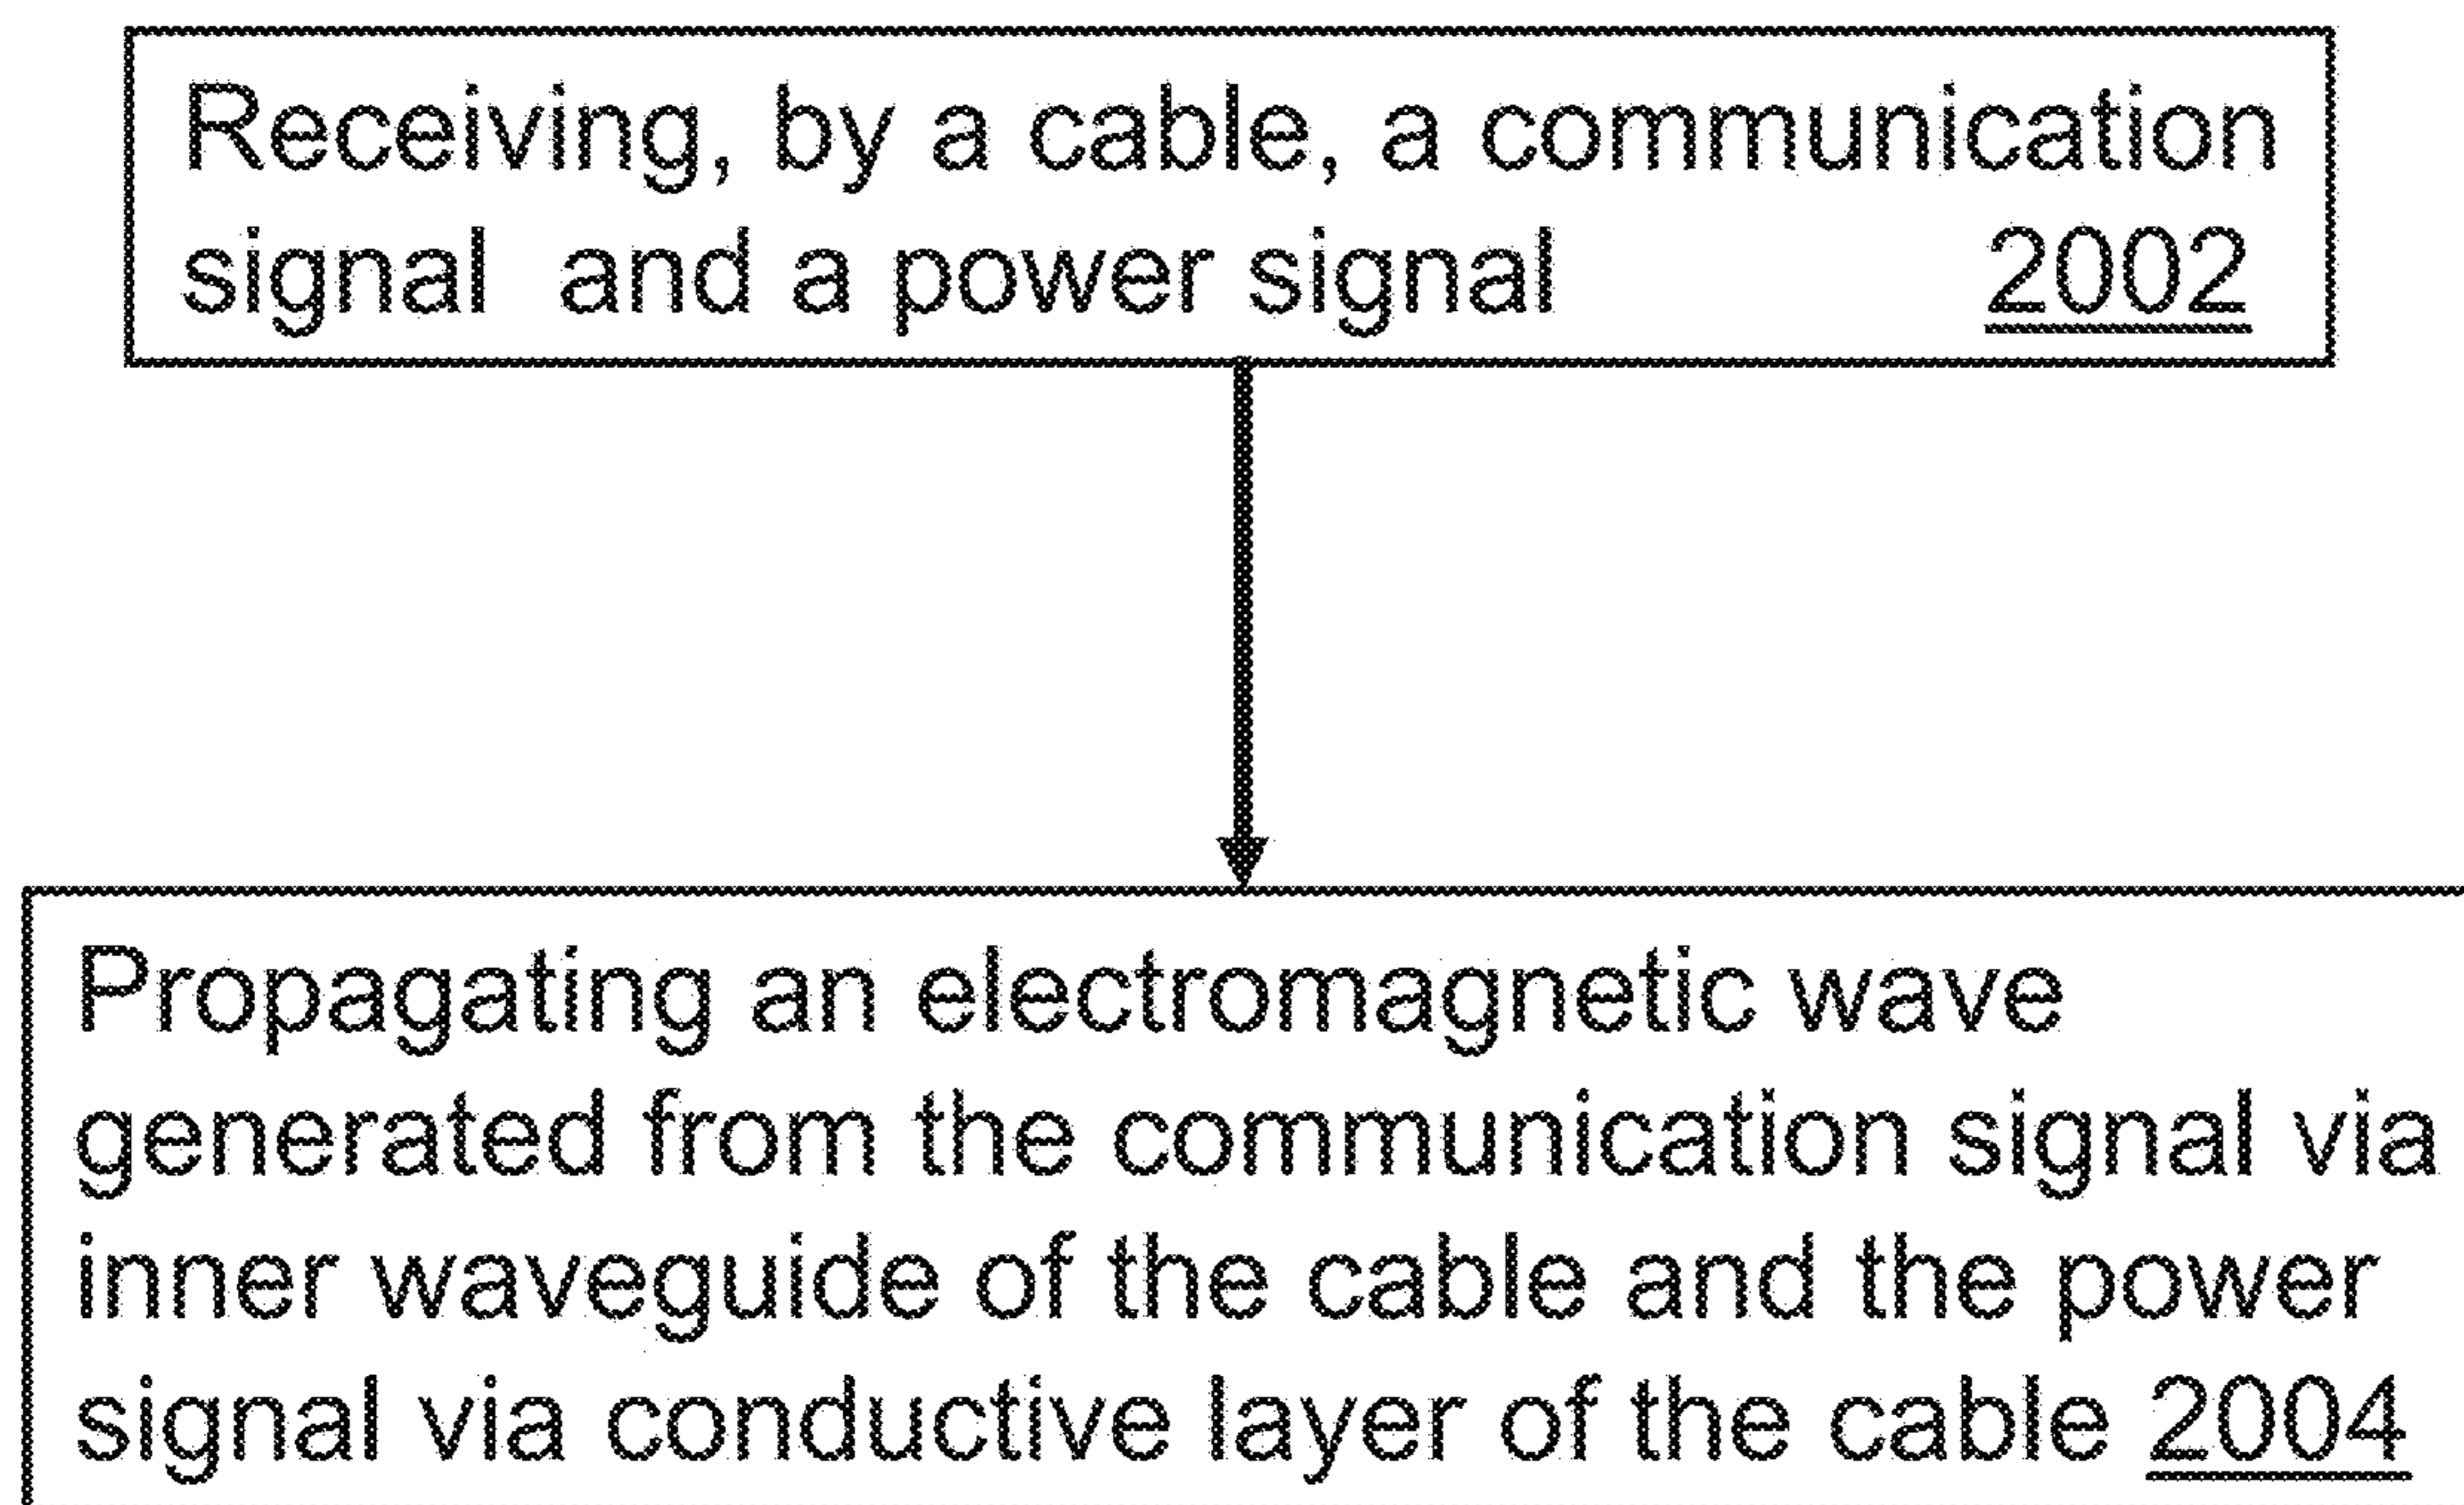 Receiving, by a cable, a communication
signal and a power signal 2002
Propagating an electromagnetic wave
generated from the communication signal via
inner waveguide of the cable and the power
signal via conductive layer of the cable 2004